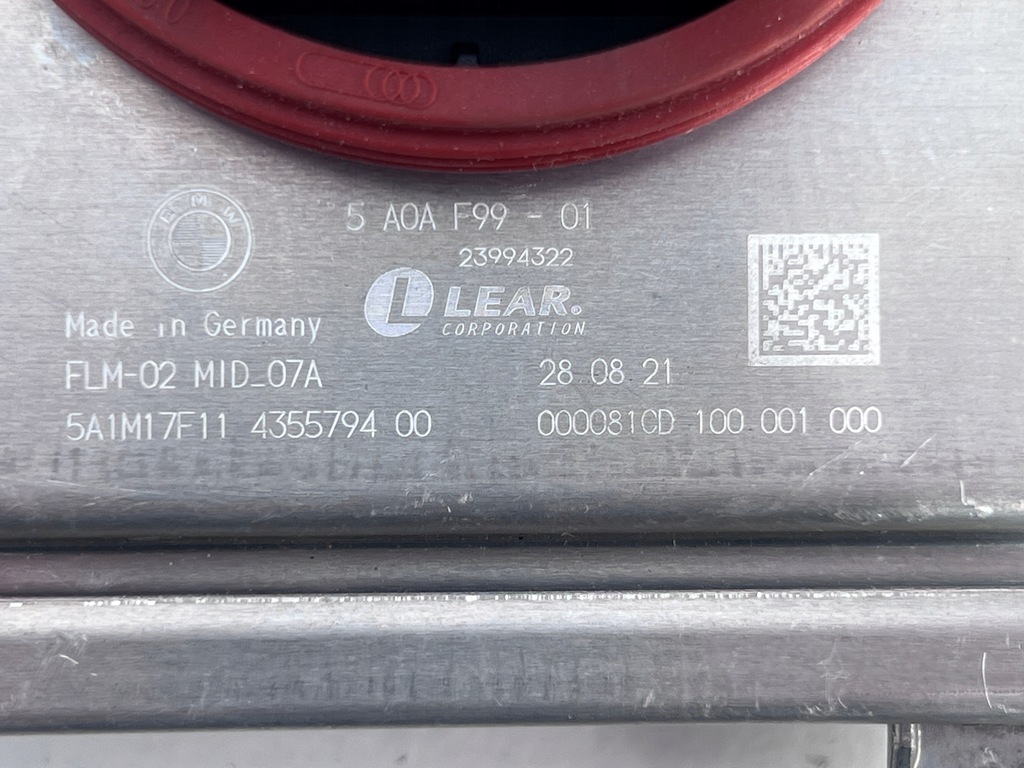 BMW
5 A0A F99 - 01
23994322
LEAR.
CORPORATION
Made in Germany
FLM-02 MID_07A
28.08.21
5A1M17F11 4355794 00
000081CD 100 001 000